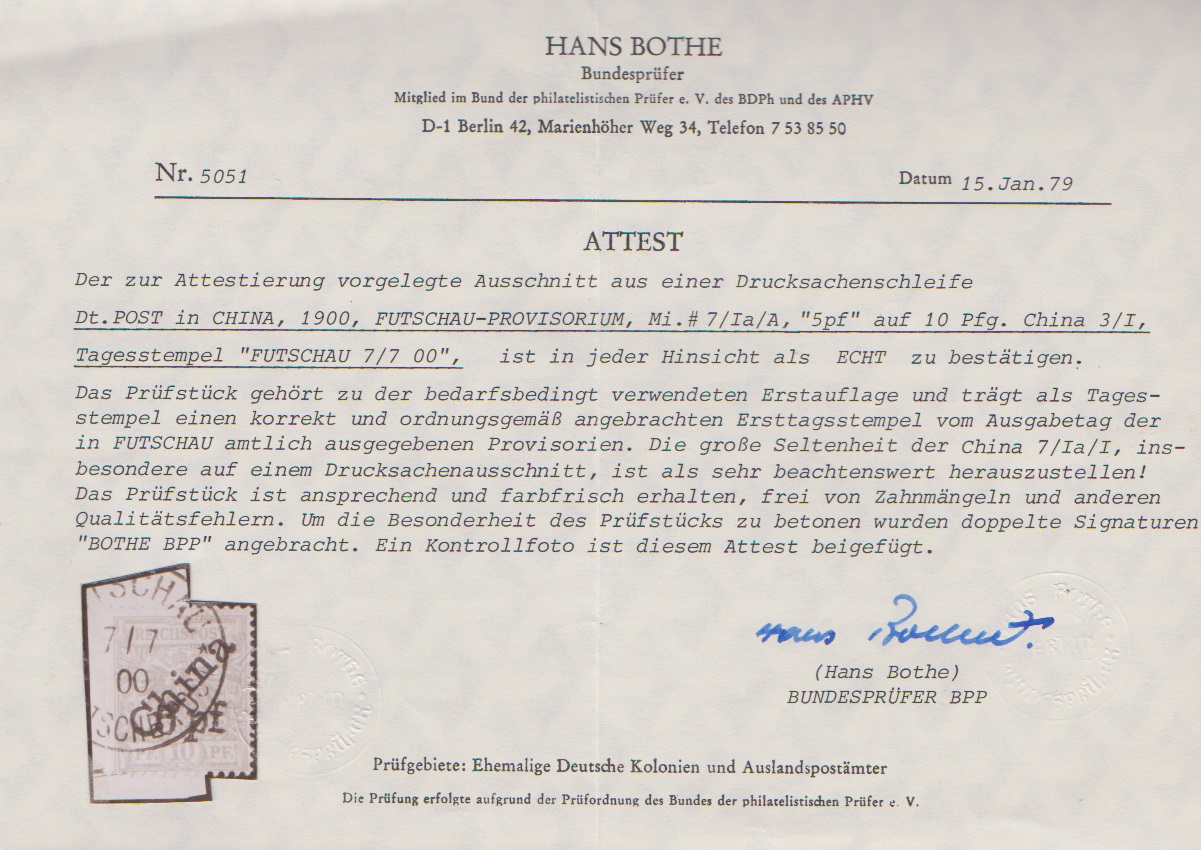 HANS BOTHE
Bundesprüfer
Mitglied im Bund der philatelistischen Prüfer e. V. des BDPh und des APHV
D-1 Berlin 42, Marienhöher Weg 34, Telefon 7 53 85 50
Nr. 5051
Datum 15.Jan.79
ATTEST
Der zur Attestierung vorgelegte Ausschnitt aus einer Drucksachenschleife
Dt.POST in CHINA, 1900, FUTSCHAU-PROVISORIUM, Mi.# 7/Ia/A, "5pf" auf 10 Pfg. China 3/I,
Tagesstempel "FUTSCHAU 7/7 00", ist in jeder Hinsicht als ECHT zu bestätigen.
Das Prüfstück gehört zu der bedarfsbedingt verwendeten Erstauflage und trägt als Tages-
stempel einen korrekt und ordnungsgemäß angebrachten Ersttagsstempel vom Ausgabetag der
in FUTSCHAU amtlich ausgegebenen Provisorien. Die große Seltenheit der China 7/Ia/I, ins-
besondere auf einem Drucksachenausschnitt, ist als sehr beachtenswert herauszustellen!
Das Prüfstück ist ansprechend und farbfrisch erhalten, frei von Zahnmängeln und anderen
Qualitätsfehlern. Um die Besonderheit des Prüfstücks zu betonen wurden doppelte Signaturen
"BOTHE BPP" angebracht. Ein Kontrollfoto ist diesem Attest beigefügt.
TSCHAU
7/7
00
REICHSPOST
China
pf
PF. 10 PF.
Hans Bothe
(Hans Bothe)
BUNDESPRÜFER BPP
Prüfgebiete: Ehemalige Deutsche Kolonien und Auslandspostämter
Die Prüfung erfolgte aufgrund der Prüfordnung des Bundes der philatelistischen Prüfer e. V.